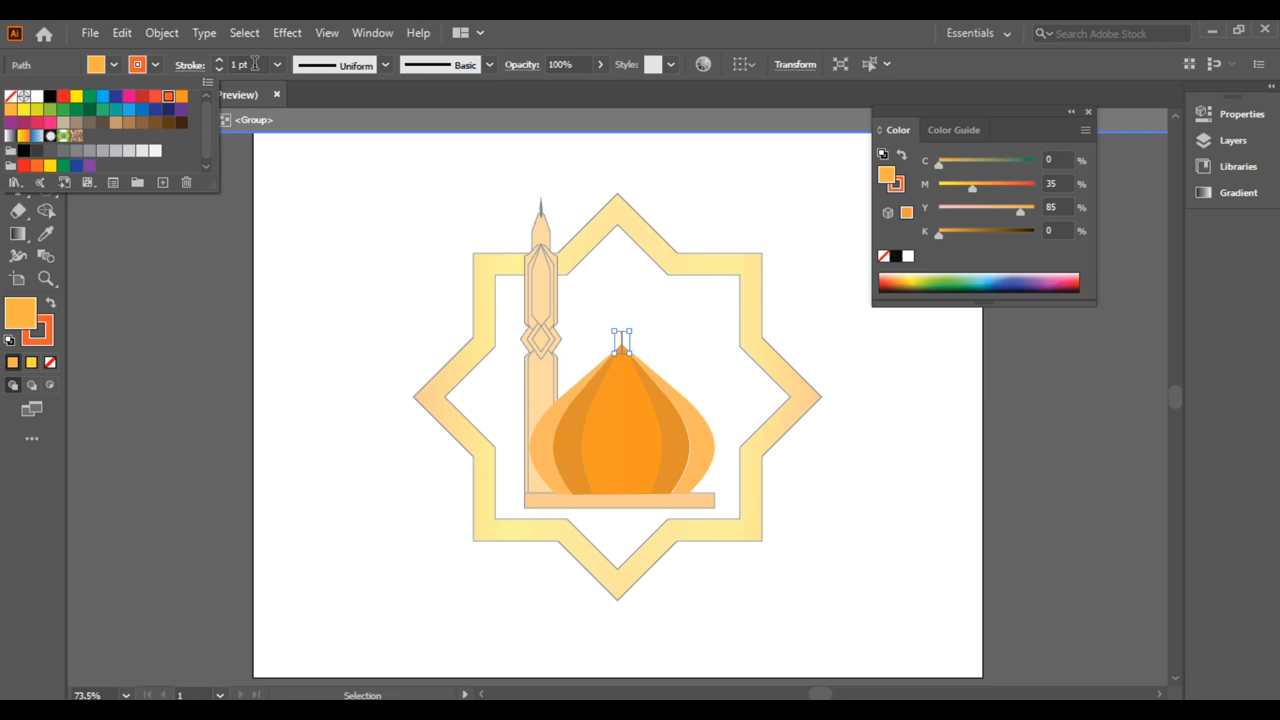 Ai File Edit Object Type Select Effect View Window Help Essentials Search Adobe Stock
Path Stroke: 1 pt Uniform Basic Opacity: 100% Style: Transform
Preview) ×
<Group>
Color Color Guide
C 0 %
M 35 %
Y 85 %
K 0 %
Properties
Layers
Libraries
Gradient
73.5% 1 Selection